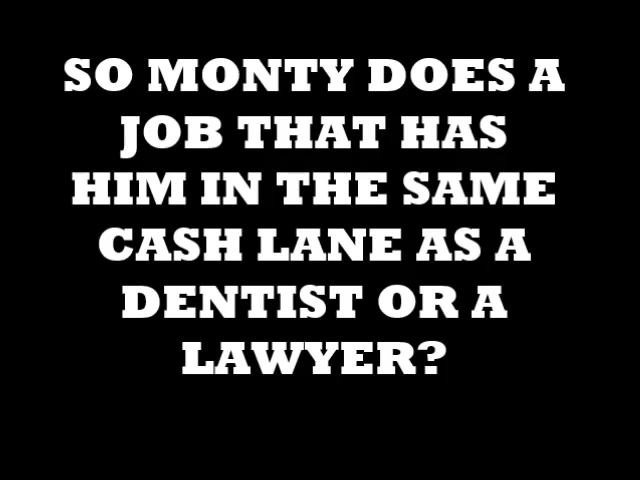 SO MONTY DOES A
JOB THAT HAS
HIM IN THE SAME
CASH LANE AS A
DENTIST OR A
LAWYER?